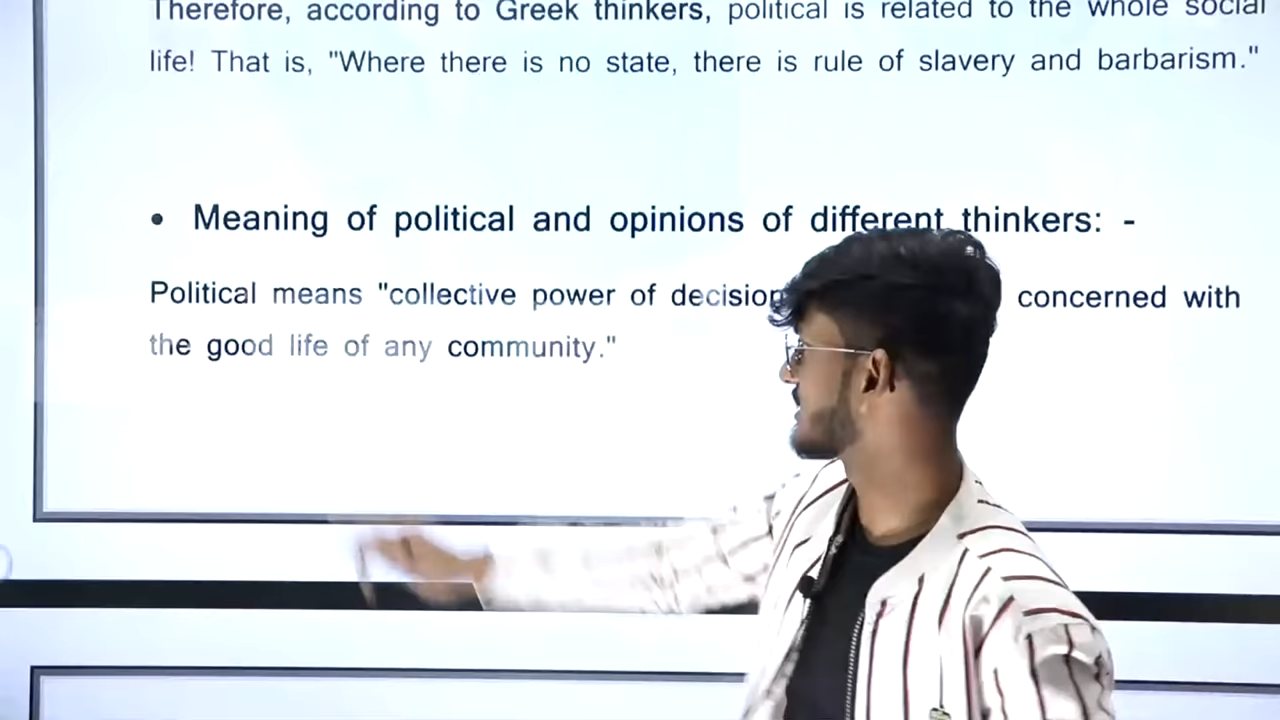 Therefore, according to Greek thinkers, political is related to the whole social
life! That is, "Where there is no state, there is rule of slavery and barbarism."
• Meaning of political and opinions of different thinkers: -
Political means "collective power of decision concerned with
the good life of any community."